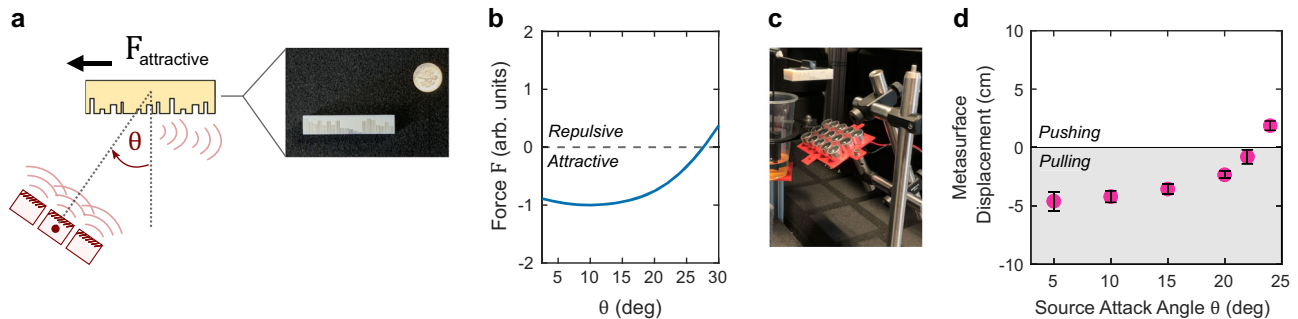 a
F attractive
θ
b
Force F (arb. units)
2
1
0
-1
-2
Repulsive
Attractive
5 10 15 20 25 30
θ (deg)
c
d
Metasurface
Displacement (cm)
10
5
0
-5
-10
Pushing
Pulling
5 10 15 20 25
Source Attack Angle θ (deg)